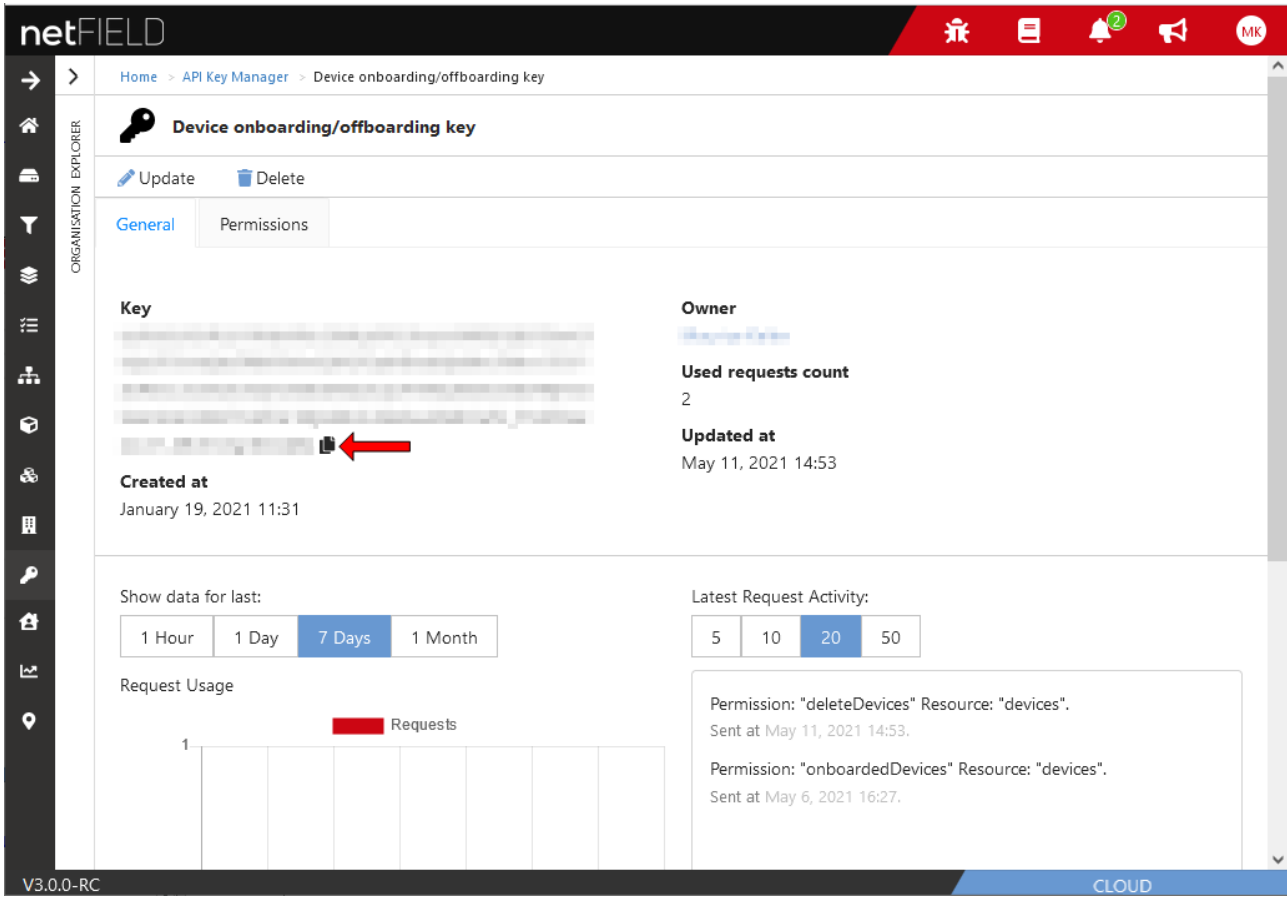 netFIELD
2
MK
Home > API Key Manager > Device onboarding/offboarding key
ORGANISATION EXPLORER
Device onboarding/offboarding key
Update Delete
General Permissions
Key
Owner
Used requests count
2
Updated at
May 11, 2021 14:53
Created at
January 19, 2021 11:31
Show data for last:
1 Hour 1 Day 7 Days 1 Month
Request Usage
Requests
1
Latest Request Activity:
5 10 20 50
Permission: "deleteDevices" Resource: "devices".
Sent at May 11, 2021 14:53.
Permission: "onboardedDevices" Resource: "devices".
Sent at May 6, 2021 16:27.
V3.0.0-RC
CLOUD